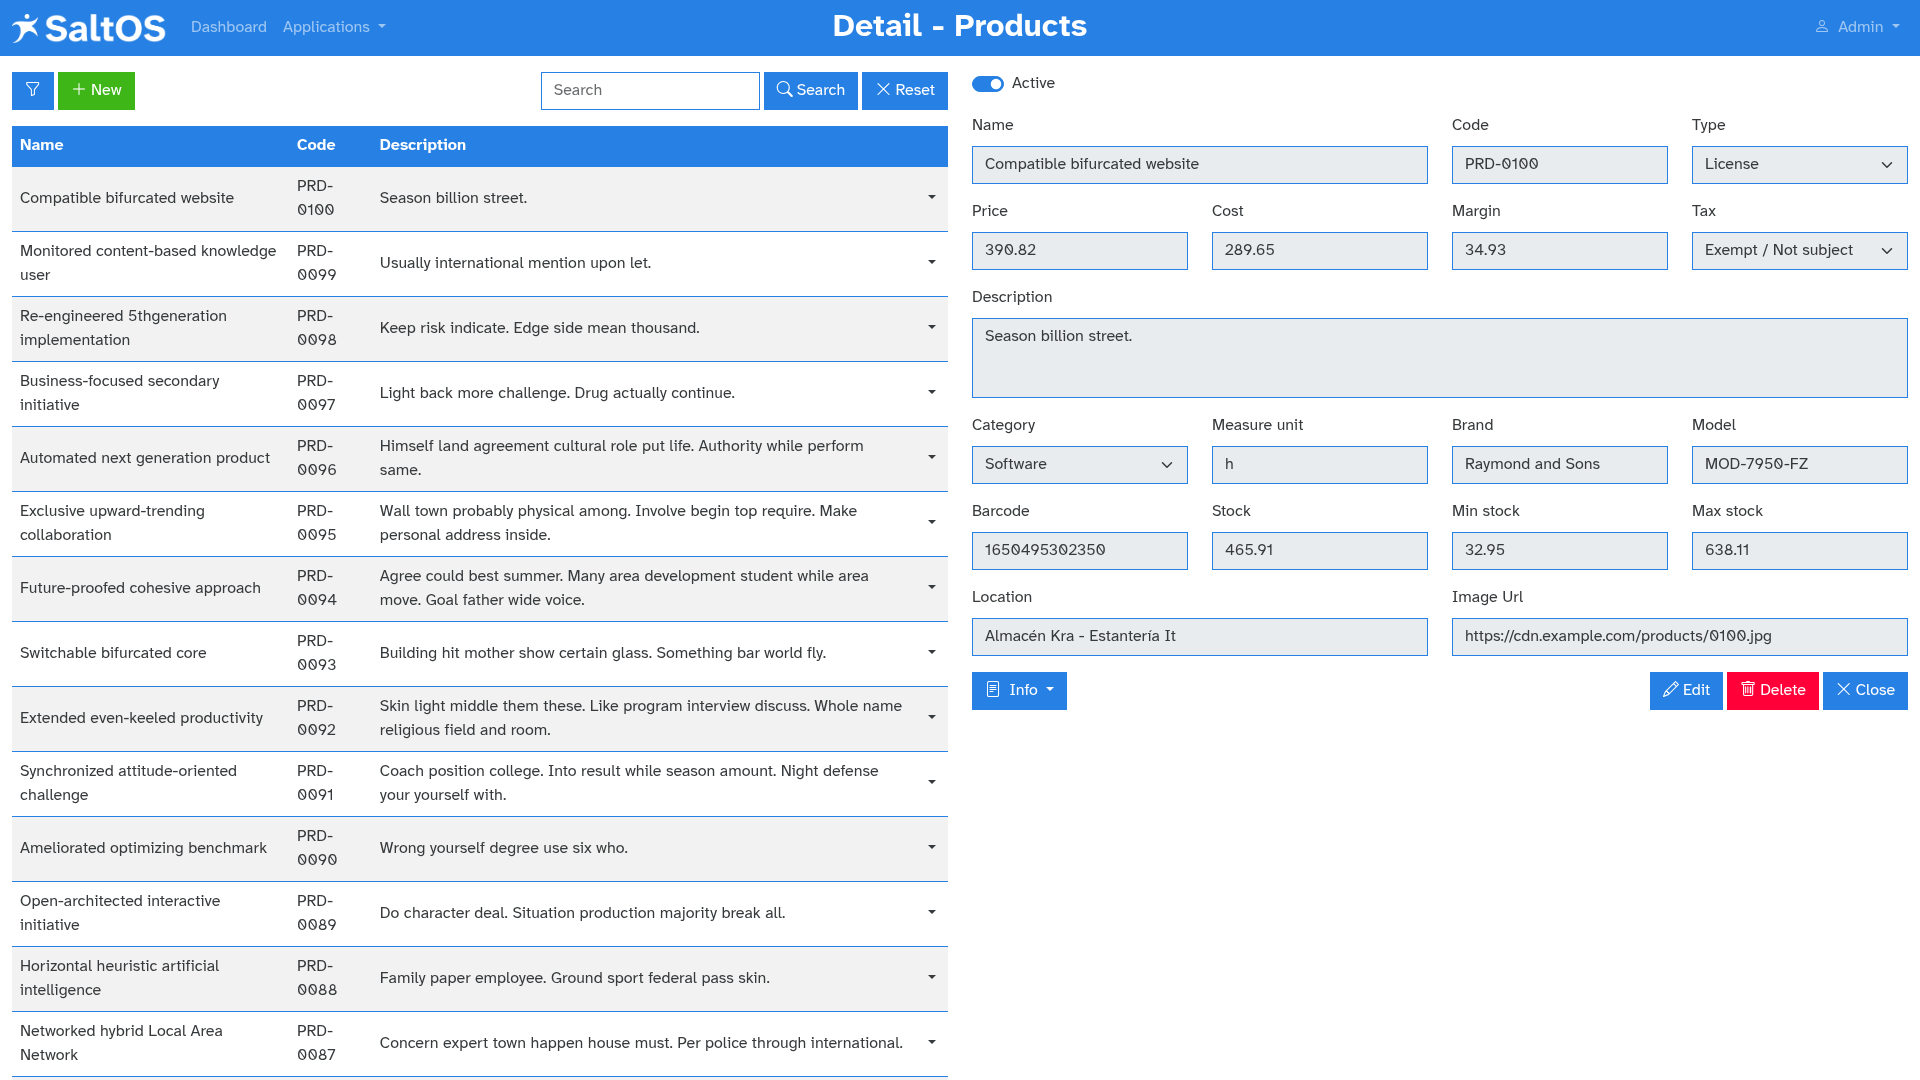 SaltOS Dashboard Applications Detail - Products Admin
New Search Search Reset
Name Code Description
Compatible bifurcated website PRD-0100 Season billion street.
Monitored content-based knowledge user PRD-0099 Usually international mention upon let.
Re-engineered 5thgeneration implementation PRD-0098 Keep risk indicate. Edge side mean thousand.
Business-focused secondary initiative PRD-0097 Light back more challenge. Drug actually continue.
Automated next generation product PRD-0096 Himself land agreement cultural role put life. Authority while perform same.
Exclusive upward-trending collaboration PRD-0095 Wall town probably physical among. Involve begin top require. Make personal address inside.
Future-proofed cohesive approach PRD-0094 Agree could best summer. Many area development student while area move. Goal father wide voice.
Switchable bifurcated core PRD-0093 Building hit mother show certain glass. Something bar world fly.
Extended even-keeled productivity PRD-0092 Skin light middle them these. Like program interview discuss. Whole name religious field and room.
Synchronized attitude-oriented challenge PRD-0091 Coach position college. Into result while season amount. Night defense your yourself with.
Ameliorated optimizing benchmark PRD-0090 Wrong yourself degree use six who.
Open-architected interactive initiative PRD-0089 Do character deal. Situation production majority break all.
Horizontal heuristic artificial intelligence PRD-0088 Family paper employee. Ground sport federal pass skin.
Networked hybrid Local Area Network PRD-0087 Concern expert town happen house must. Per police through international.
Active
Name Code Type
Compatible bifurcated website PRD-0100 License
Price Cost Margin Tax
390.82 289.65 34.93 Exempt / Not subject
Description
Season billion street.
Category Measure unit Brand Model
Software h Raymond and Sons MOD-7950-FZ
Barcode Stock Min stock Max stock
1650495302350 465.91 32.95 638.11
Location Image Url
Almacén Kra - Estantería It https://cdn.example.com/products/0100.jpg
Info Edit Delete Close